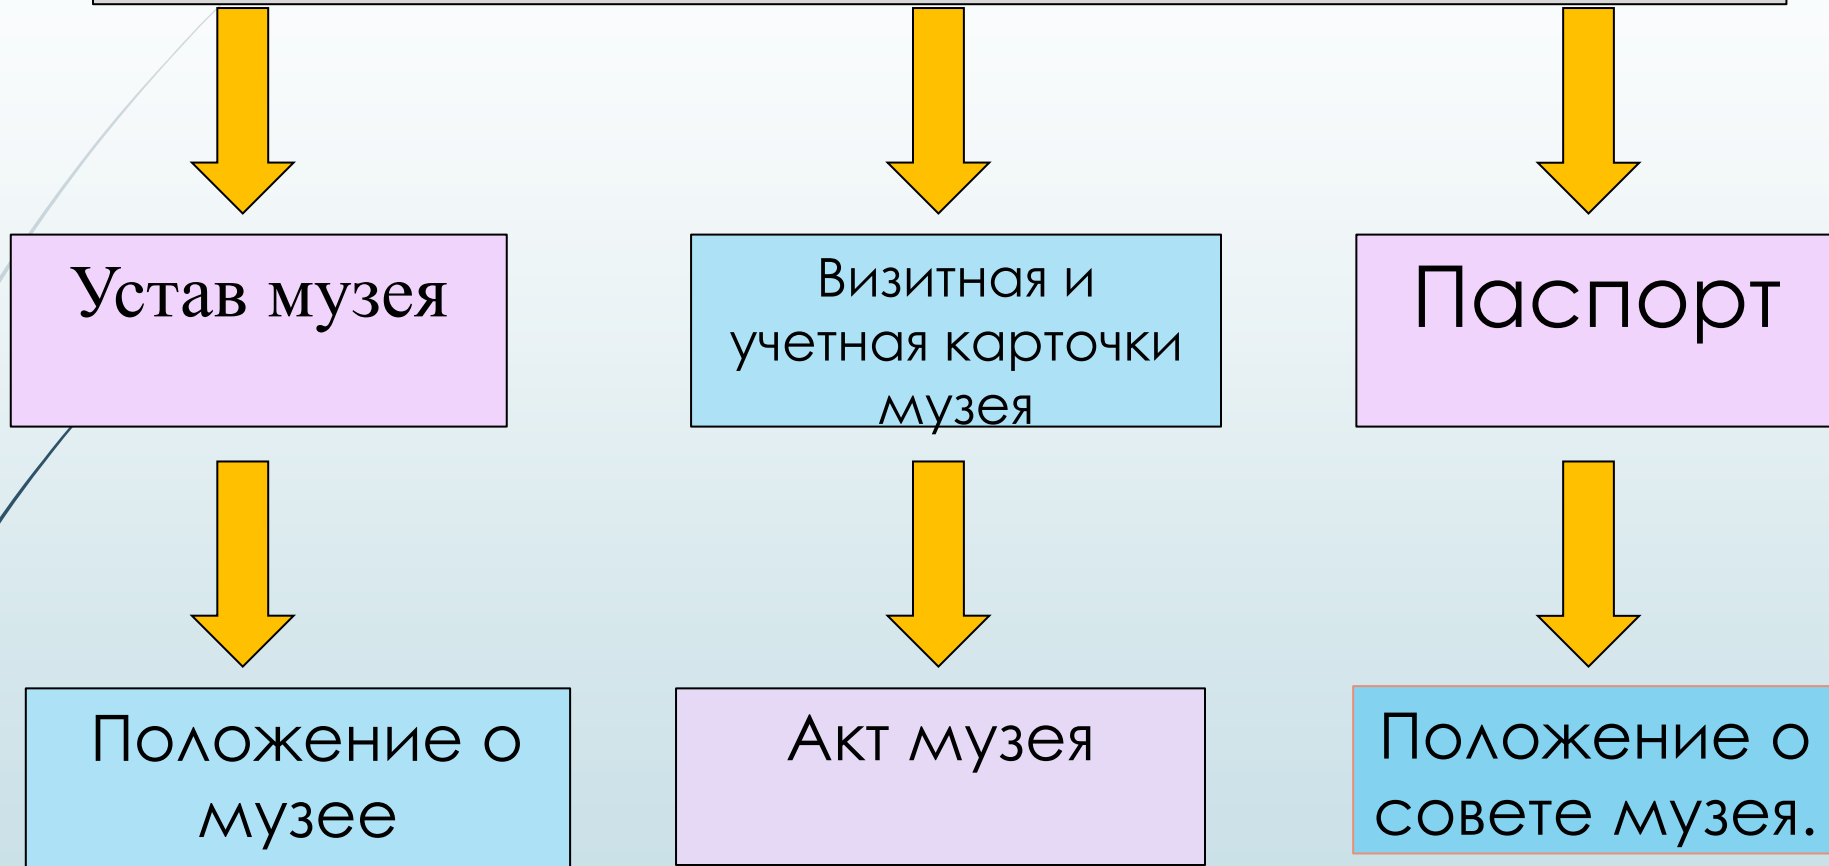 Устав музея
Визитная и
учетная карточки
музея
Паспорт
Положение о
музее
Акт музея
Положение о
совете музея.